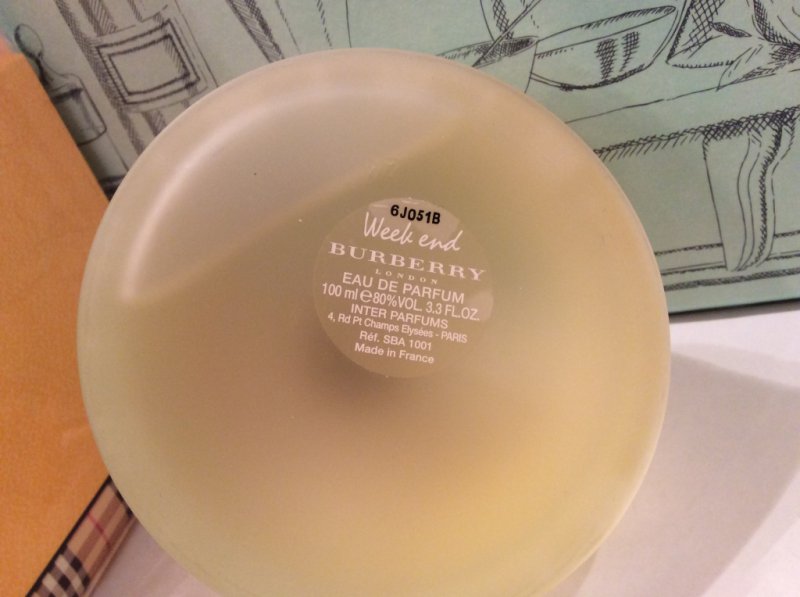 6J051B
Week end
BURBERRY
LONDON
EAU DE PARFUM
100 ml ℮ 80%VOL. 3.3 FL.OZ.
INTER PARFUMS
4, Rd Pt Champs Elysées - PARIS
Réf. SBA 1001
Made in France